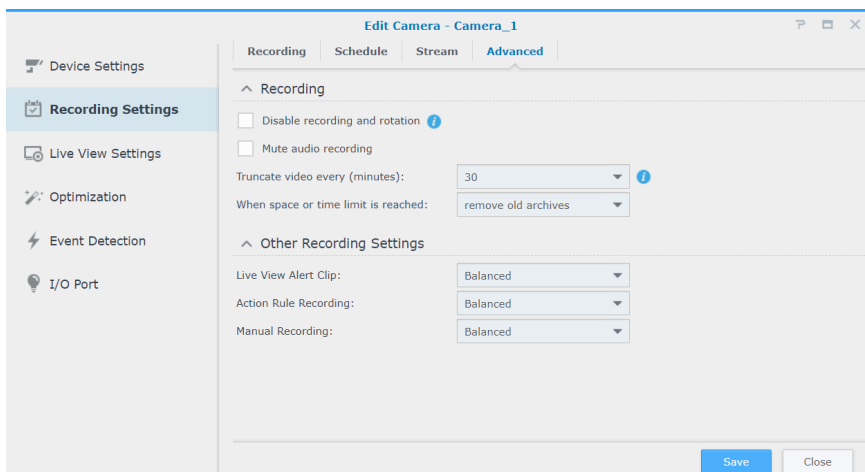 Edit Camera - Camera_1
Recording Schedule Stream Advanced
Device Settings
Recording Settings
Live View Settings
Optimization
Event Detection
I/O Port
Recording
Disable recording and rotation
Mute audio recording
Truncate video every (minutes): 30
When space or time limit is reached: remove old archives
Other Recording Settings
Live View Alert Clip: Balanced
Action Rule Recording: Balanced
Manual Recording: Balanced
Save Close